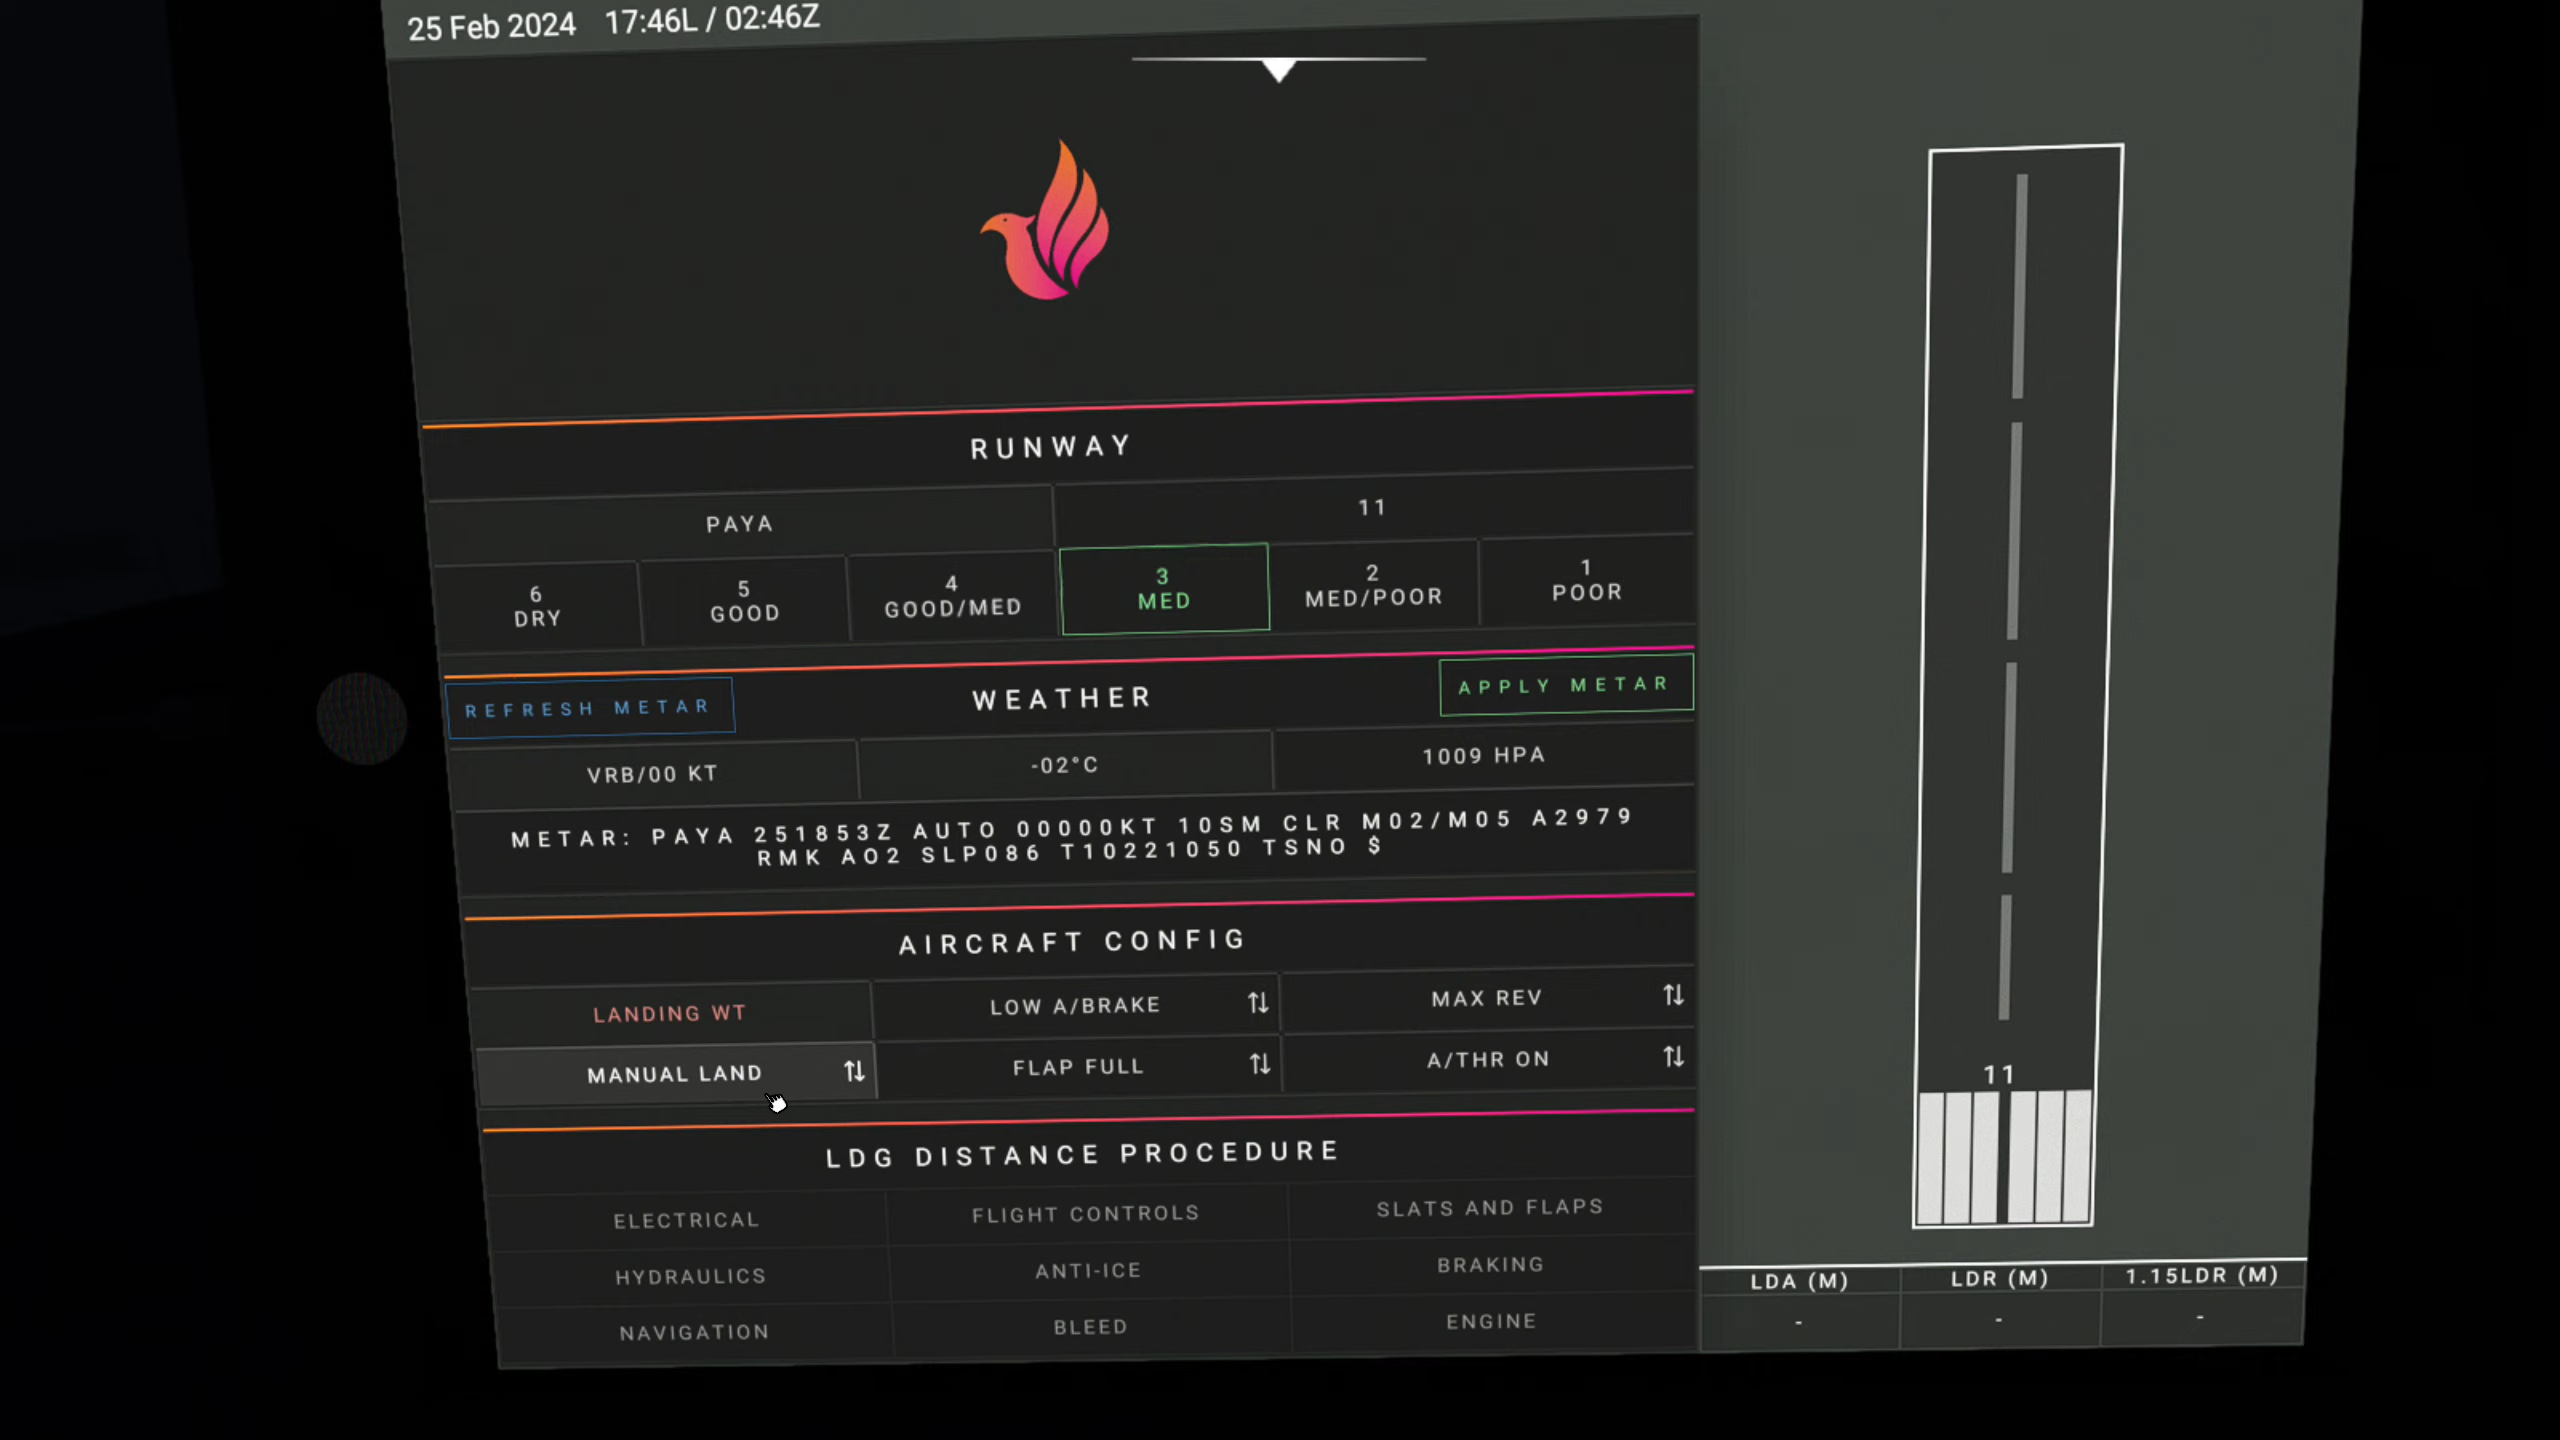 25 Feb 2024 17:46L / 02:46Z
RUNWAY
PAYA 11
6 DRY
5 GOOD
4 GOOD/MED
3 MED
2 MED/POOR
1 POOR
REFRESH METAR WEATHER APPLY METAR
VRB/00 KT -02°C 1009 HPA
METAR: PAYA 251853Z AUTO 00000KT 10SM CLR M02/M05 A2979
RMK AO2 SLP086 T10221050 TSNO $
AIRCRAFT CONFIG
LANDING WT LOW A/BRAKE MAX REV
MANUAL LAND FLAP FULL A/THR ON
LDG DISTANCE PROCEDURE
ELECTRICAL FLIGHT CONTROLS SLATS AND FLAPS
HYDRAULICS ANTI-ICE BRAKING
NAVIGATION BLEED ENGINE
11
LDA (M) LDR (M) 1.15LDR (M)
- - -